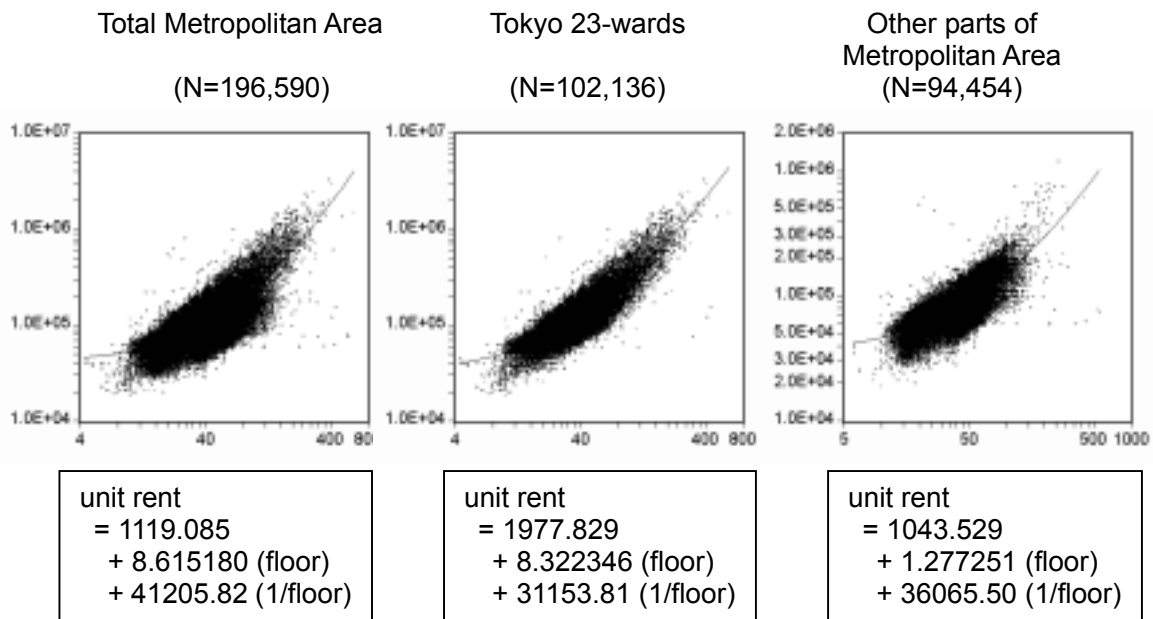 Total Metropolitan Area
(N=196,590)
Tokyo 23-wards
(N=102,136)
Other parts of
Metropolitan Area
(N=94,454)
1.0E+07
1.0E+06
1.0E+05
1.0E+04
4 40 400 80
1.0E+07
1.0E+06
1.0E+05
1.0E+04
4 40 400 800
2.0E+06
1.0E+06
5.0E+05
3.0E+05
2.0E+05
1.0E+05
5.0E+04
3.0E+04
2.0E+04
1.0E+04
5 50 500 1000
unit rent
= 1119.085
+ 8.615180 (floor)
+ 41205.82 (1/floor)
unit rent
= 1977.829
+ 8.322346 (floor)
+ 31153.81 (1/floor)
unit rent
= 1043.529
+ 1.277251 (floor)
+ 36065.50 (1/floor)